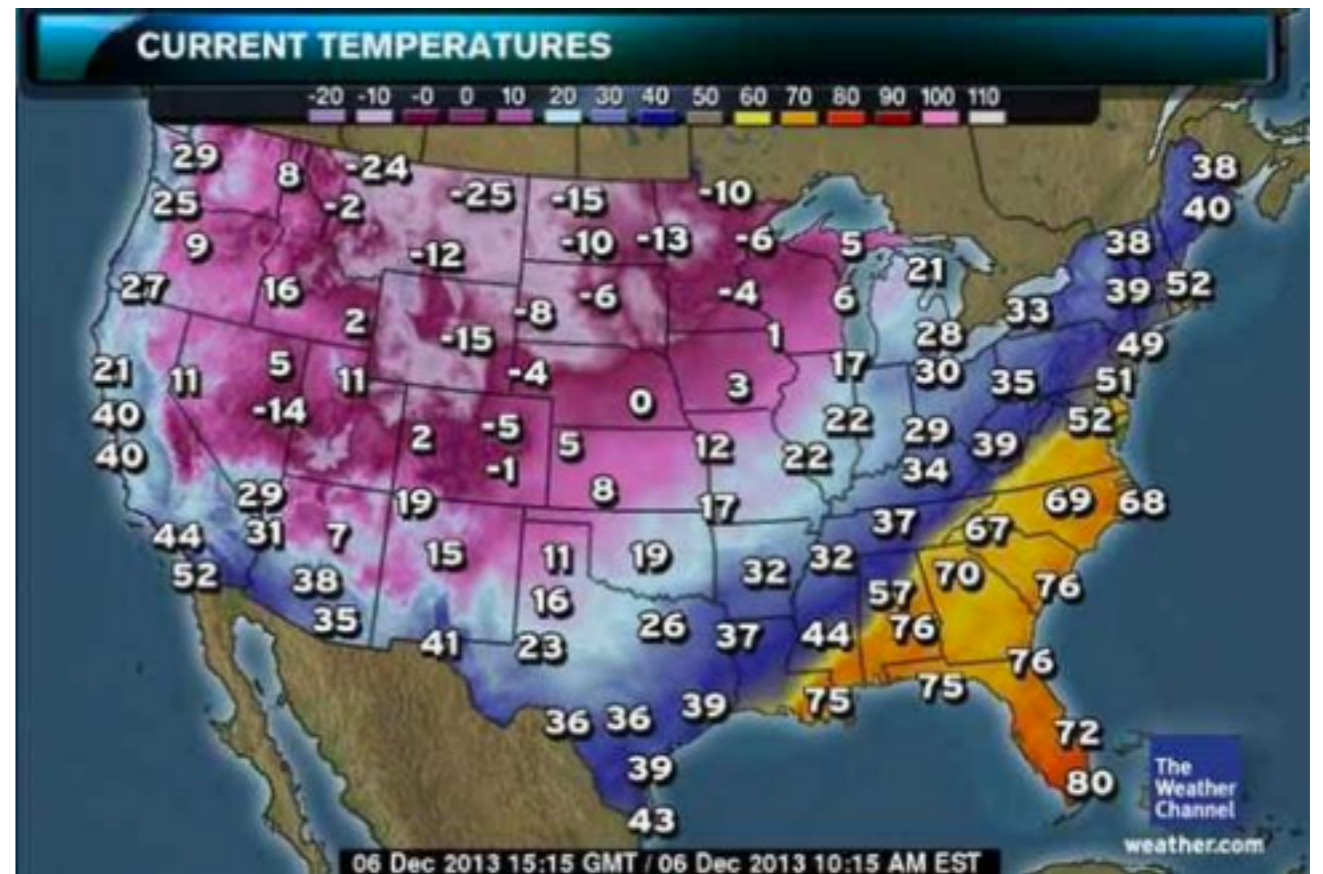 CURRENT TEMPERATURES
-20 -10 -0 0 10 20 30 40 50 60 70 80 90 100 110
29 8 -24 38
25 -2 -25 -15 -10 40
9 -12 -10 -13 -6 5 21 38
27 16 -8 -6 -4 6 39 52
2 -15 1 28 33
21 11 5 11 -4 0 3 17 30 35 49
40 -14 2 -5 22 29 51
40 -1 5 12 22 34 39 52
29 19 8 17 69 68
44 31 7 15 11 19 32 32 37 67
52 38 16 57 70 76
35 41 23 26 37 44 76 76
36 36 39 75 75
39 72
43 80
The
Weather
Channel
weather.com
06 Dec 2013 15:15 GMT / 06 Dec 2013 10:15 AM EST